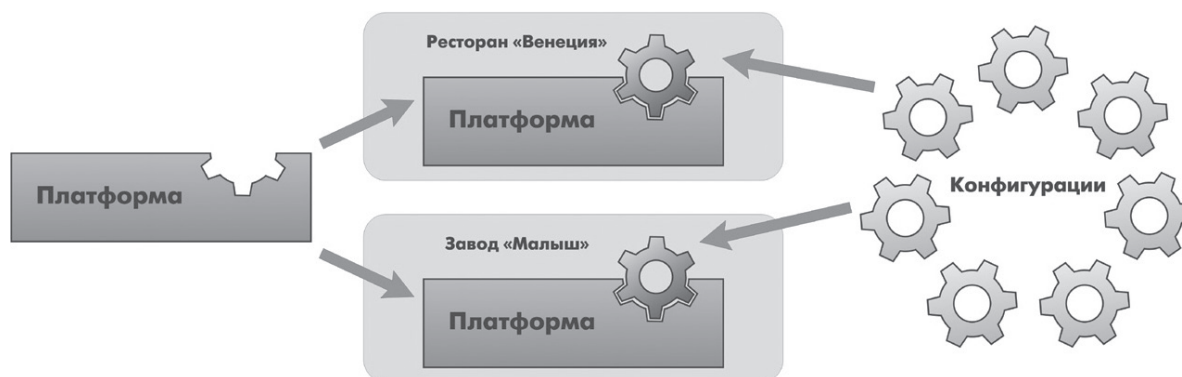 Ресторан «Венеция»
Платформа
Платформа
Конфигурации
Завод «Малыш»
Платформа